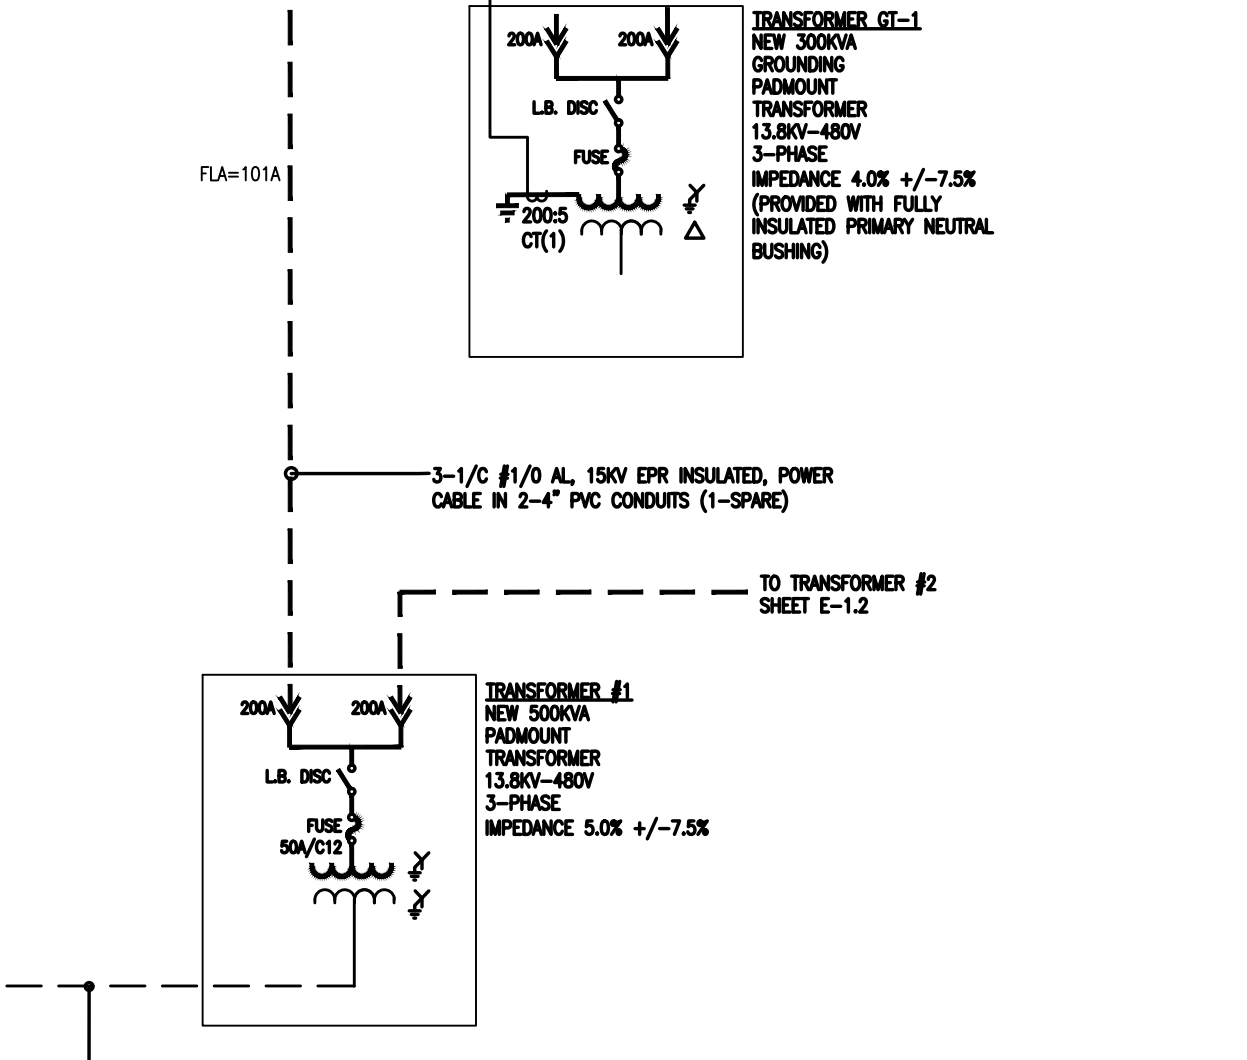 TRANSFORMER GT-1
NEW 300KVA
GROUNDING
PADMOUNT
TRANSFORMER
13.8KV-480V
3-PHASE
IMPEDANCE 4.0% +/-7.5%
(PROVIDED WITH FULLY
INSULATED PRIMARY NEUTRAL
BUSHING)
200A
200A
L.B. DISC
FUSE
200:5
CT(1)
FLA=101A
3-1/C #1/0 AL, 15KV EPR INSULATED, POWER
CABLE IN 2-4" PVC CONDUITS (1-SPARE)
TO TRANSFORMER #2
SHEET E-1.2
TRANSFORMER #1
NEW 500KVA
PADMOUNT
TRANSFORMER
13.8KV-480V
3-PHASE
IMPEDANCE 5.0% +/-7.5%
200A
200A
L.B. DISC
FUSE
50A/C12